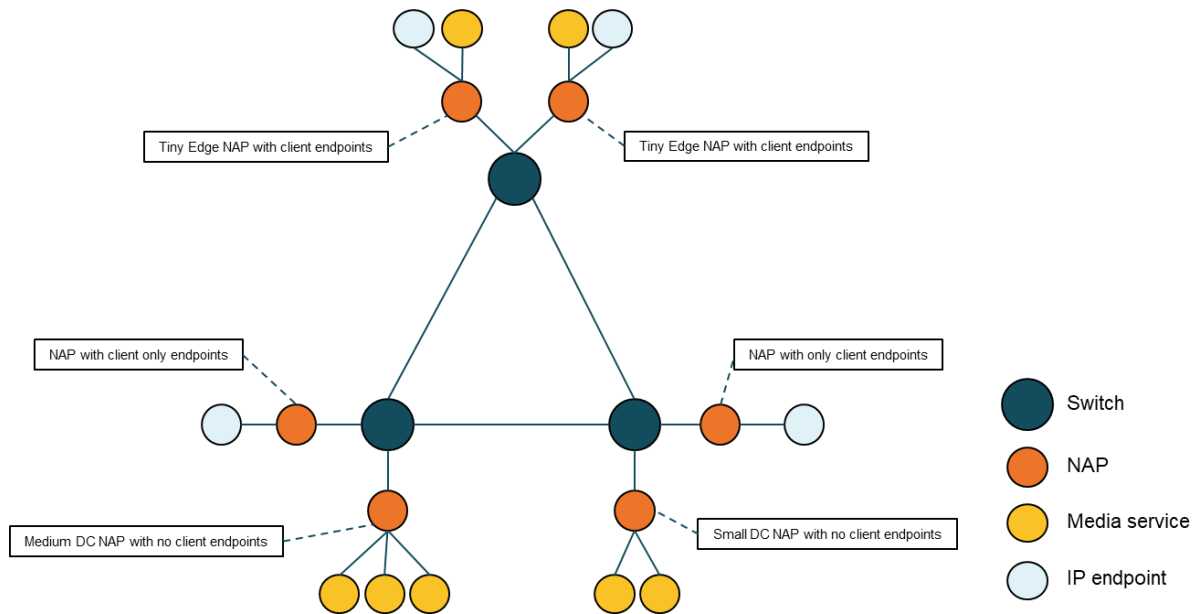 Tiny Edge NAP with client endpoints
Tiny Edge NAP with client endpoints
NAP with client only endpoints
NAP with only client endpoints
Medium DC NAP with no client endpoints
Small DC NAP with no client endpoints
Switch
NAP
Media service
IP endpoint